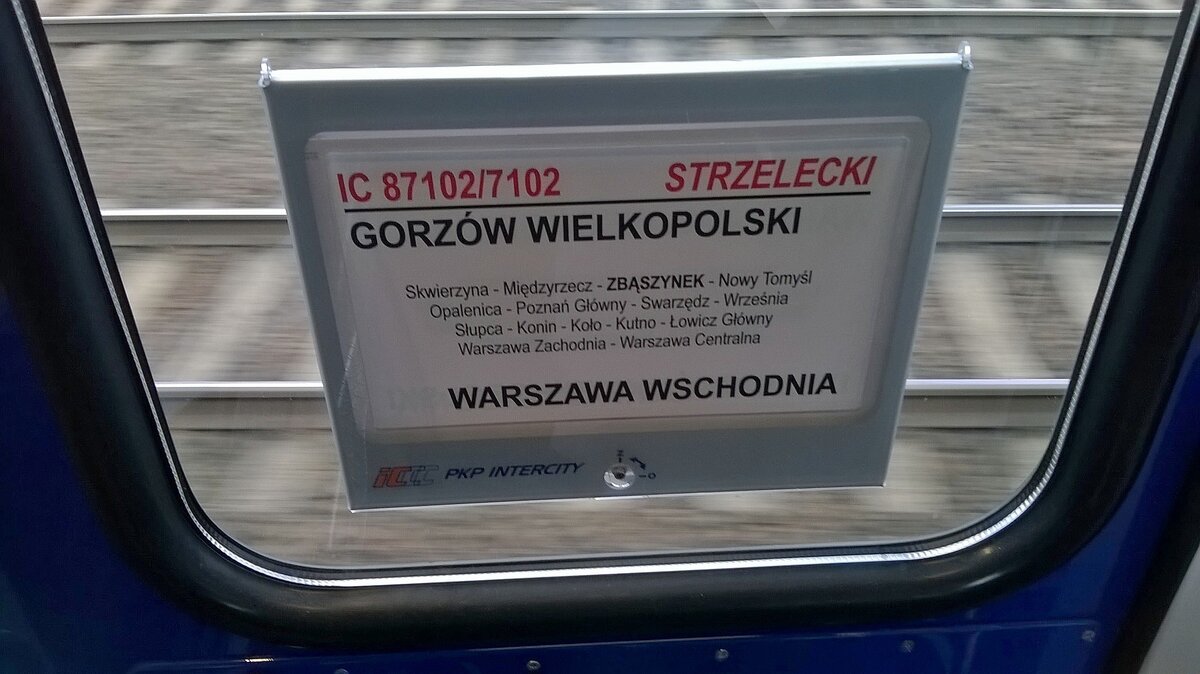 IC 87102/7102 STRZELECKI
GORZÓW WIELKOPOLSKI
Skwierzyna - Międzyrzecz - ZBĄSZYNEK - Nowy Tomyśl
Opalenica - Poznań Główny - Swarzędz - Września
Słupca - Konin - Koło - Kutno - Łowicz Główny
Warszawa Zachodnia - Warszawa Centralna
WARSZAWA WSCHODNIA
IC PKP INTERCITY